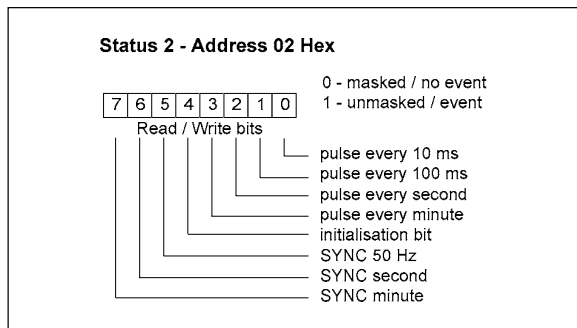 Status 2 - Address 02 Hex
0 - masked / no event
1 - unmasked / event
7 6 5 4 3 2 1 0
Read / Write bits
pulse every 10 ms
pulse every 100 ms
pulse every second
pulse every minute
initialisation bit
SYNC 50 Hz
SYNC second
SYNC minute